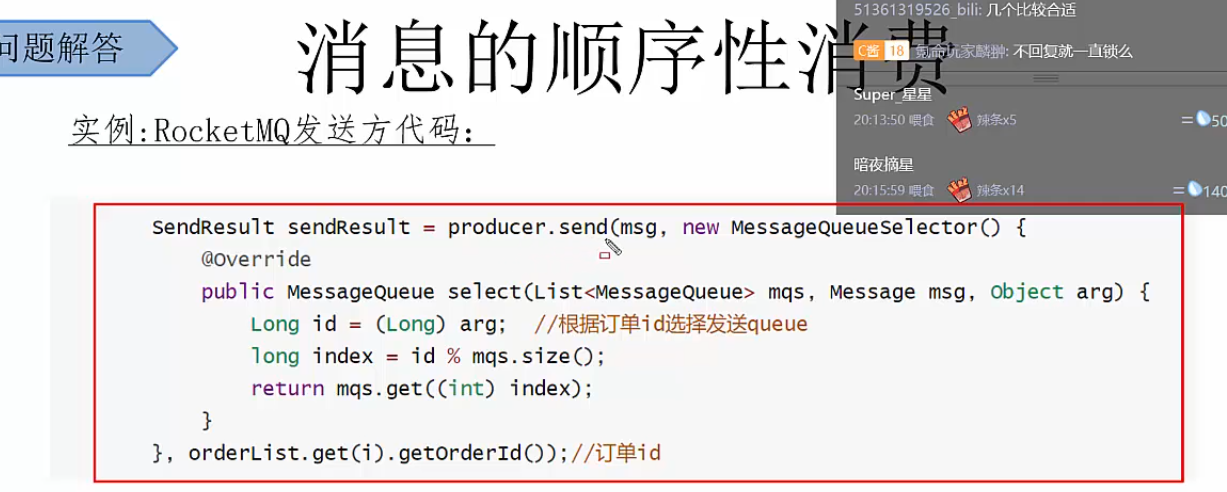 问题解答
消息的顺序性消费
实例:RocketMQ发送方代码:
51361319526_bili: 几个比较合适
C酱 18 氪命玩家麟翀: 不回复就一直锁么
Super_星星
20:13:50 喂食 辣条x5 = 50
暗夜摘星
20:15:59 喂食 辣条x14 = 140
SendResult sendResult = producer.send(msg, new MessageQueueSelector() {
@Override
public MessageQueue select(List<MessageQueue> mqs, Message msg, Object arg) {
Long id = (Long) arg; //根据订单id选择发送queue
long index = id % mqs.size();
return mqs.get((int) index);
}
}, orderList.get(i).getOrderId());//订单id